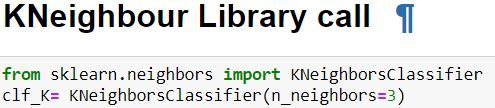 KNeighbour Library call ¶
from sklearn.neighbors import KNeighborsClassifier
clf_K= KNeighborsClassifier(n_neighbors=3)